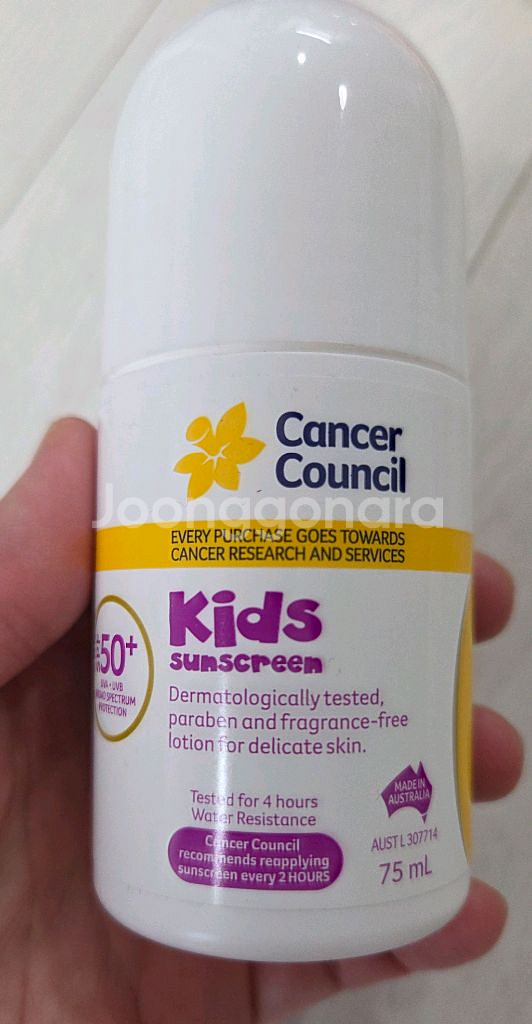 Cancer
Council
Joonggonara
EVERY PURCHASE GOES TOWARDS
CANCER RESEARCH AND SERVICES
Kids
sunscreen
50+
UVA • UVB
BROAD SPECTRUM
PROTECTION
Dermatologically tested,
paraben and fragrance-free
lotion for delicate skin.
Tested for 4 hours
Water Resistance
Cancer Council
recommends reapplying
sunscreen every 2 HOURS
MADE IN
AUSTRALIA
AUST L 307714
75 mL